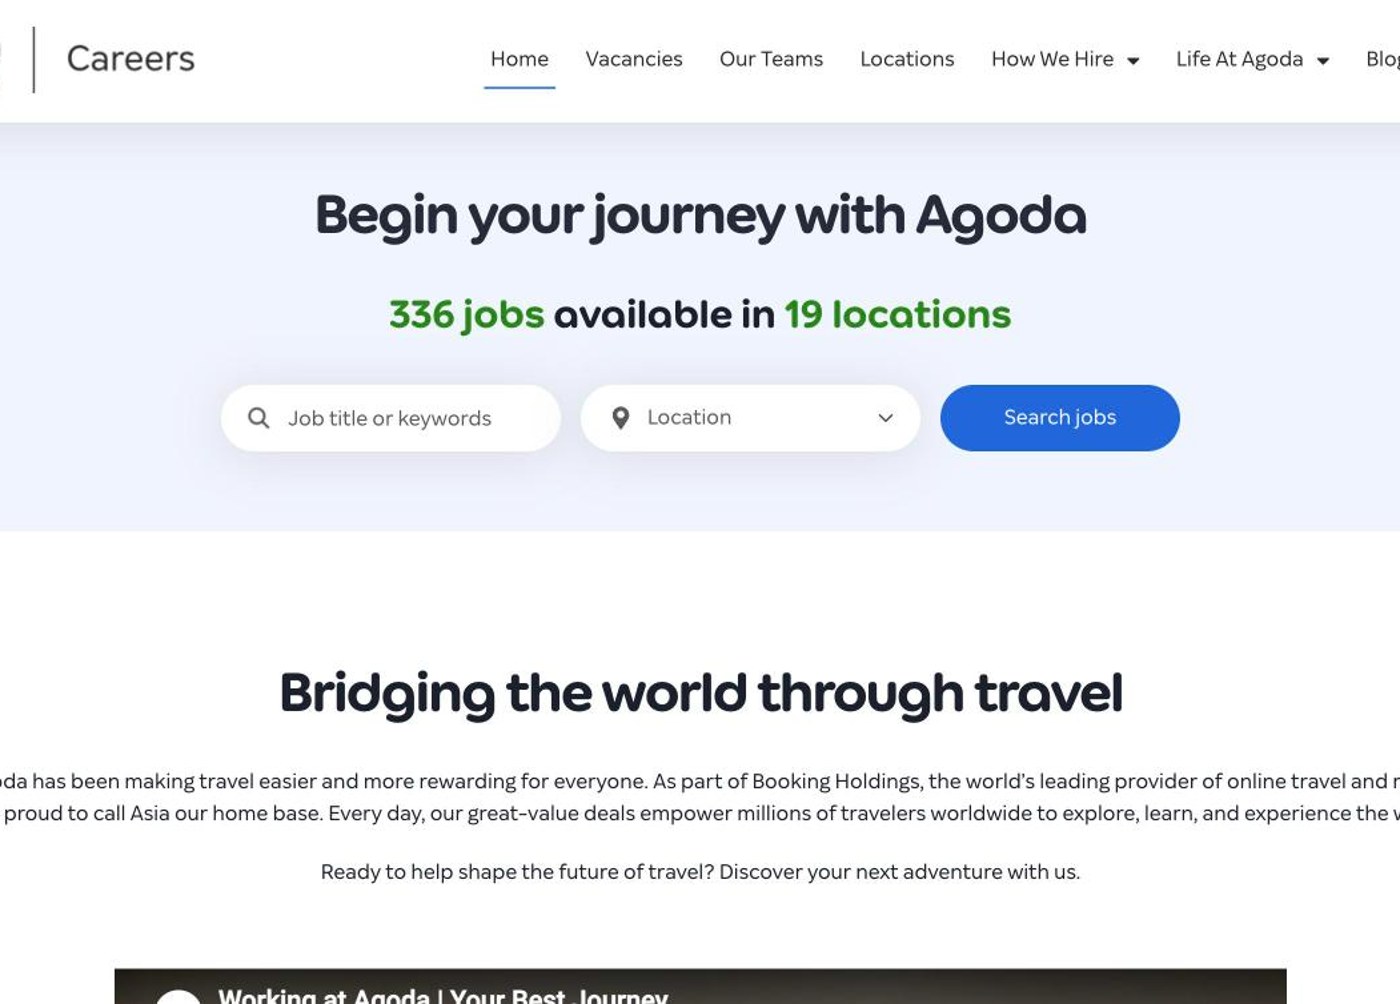 Careers
Home
Vacancies
Our Teams
Locations
How We Hire
Life At Agoda
Begin your journey with Agoda
336 jobs available in 19 locations
Job title or keywords
Location
Search jobs
Bridging the world through travel
has been making travel easier and more rewarding for everyone. As part of Booking Holdings, the world's leading provider of online travel and
proud to call Asia our home base. Every day, our great-value deals empower millions of travelers worldwide to explore, learn, and experience the
Ready to help shape the future of travel? Discover your next adventure with us.
Working at Agoda | Your Best Journey